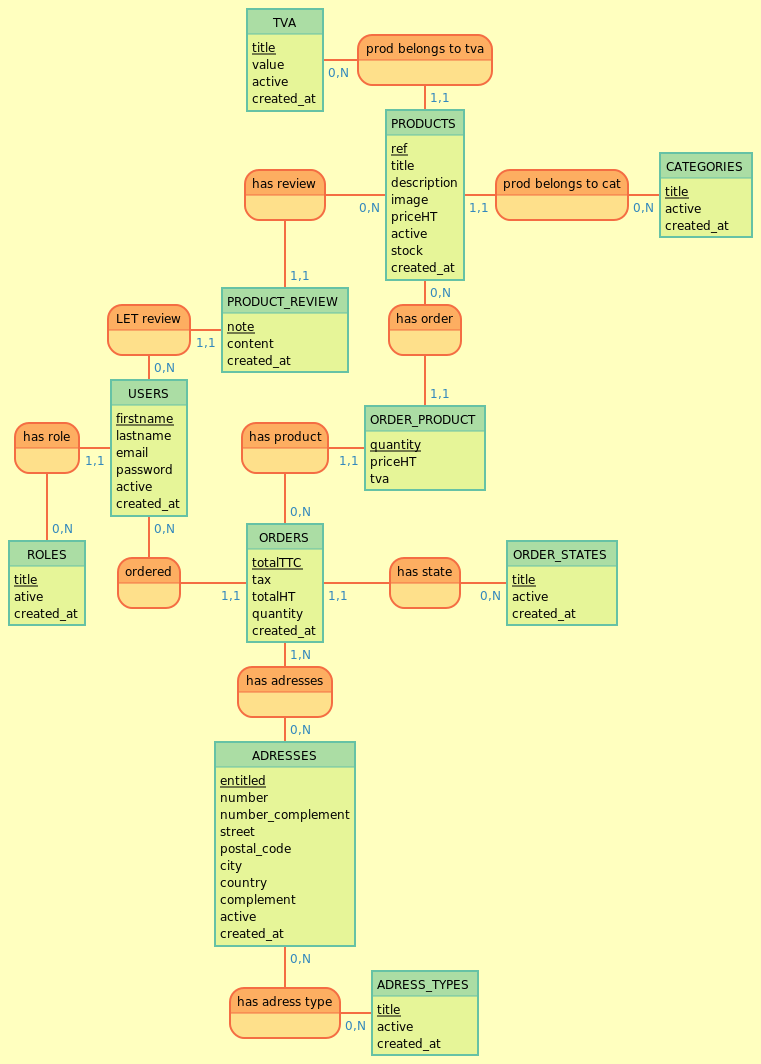 TVA
title
value
active
created_at
prod belongs to tva
0,N
1,1
PRODUCTS
ref
title
description
image
priceHT
active
stock
created_at
has review
0,N
1,1
prod belongs to cat
1,1
0,N
CATEGORIES
title
active
created_at
PRODUCT_REVIEW
note
content
created_at
LET review
1,1
0,N
0,N
has order
1,1
USERS
firstname
lastname
email
password
active
created_at
has role
1,1
0,N
has product
1,1
0,N
ORDER_PRODUCT
quantity
priceHT
tva
ROLES
title
ative
created_at
0,N
ordered
1,1
ORDERS
totalTTC
tax
totalHT
quantity
created_at
has state
1,1
0,N
ORDER_STATES
title
active
created_at
1,N
has adresses
0,N
ADRESSES
entitled
number
number_complement
street
postal_code
city
country
complement
active
created_at
0,N
has adress type
0,N
ADRESS_TYPES
title
active
created_at